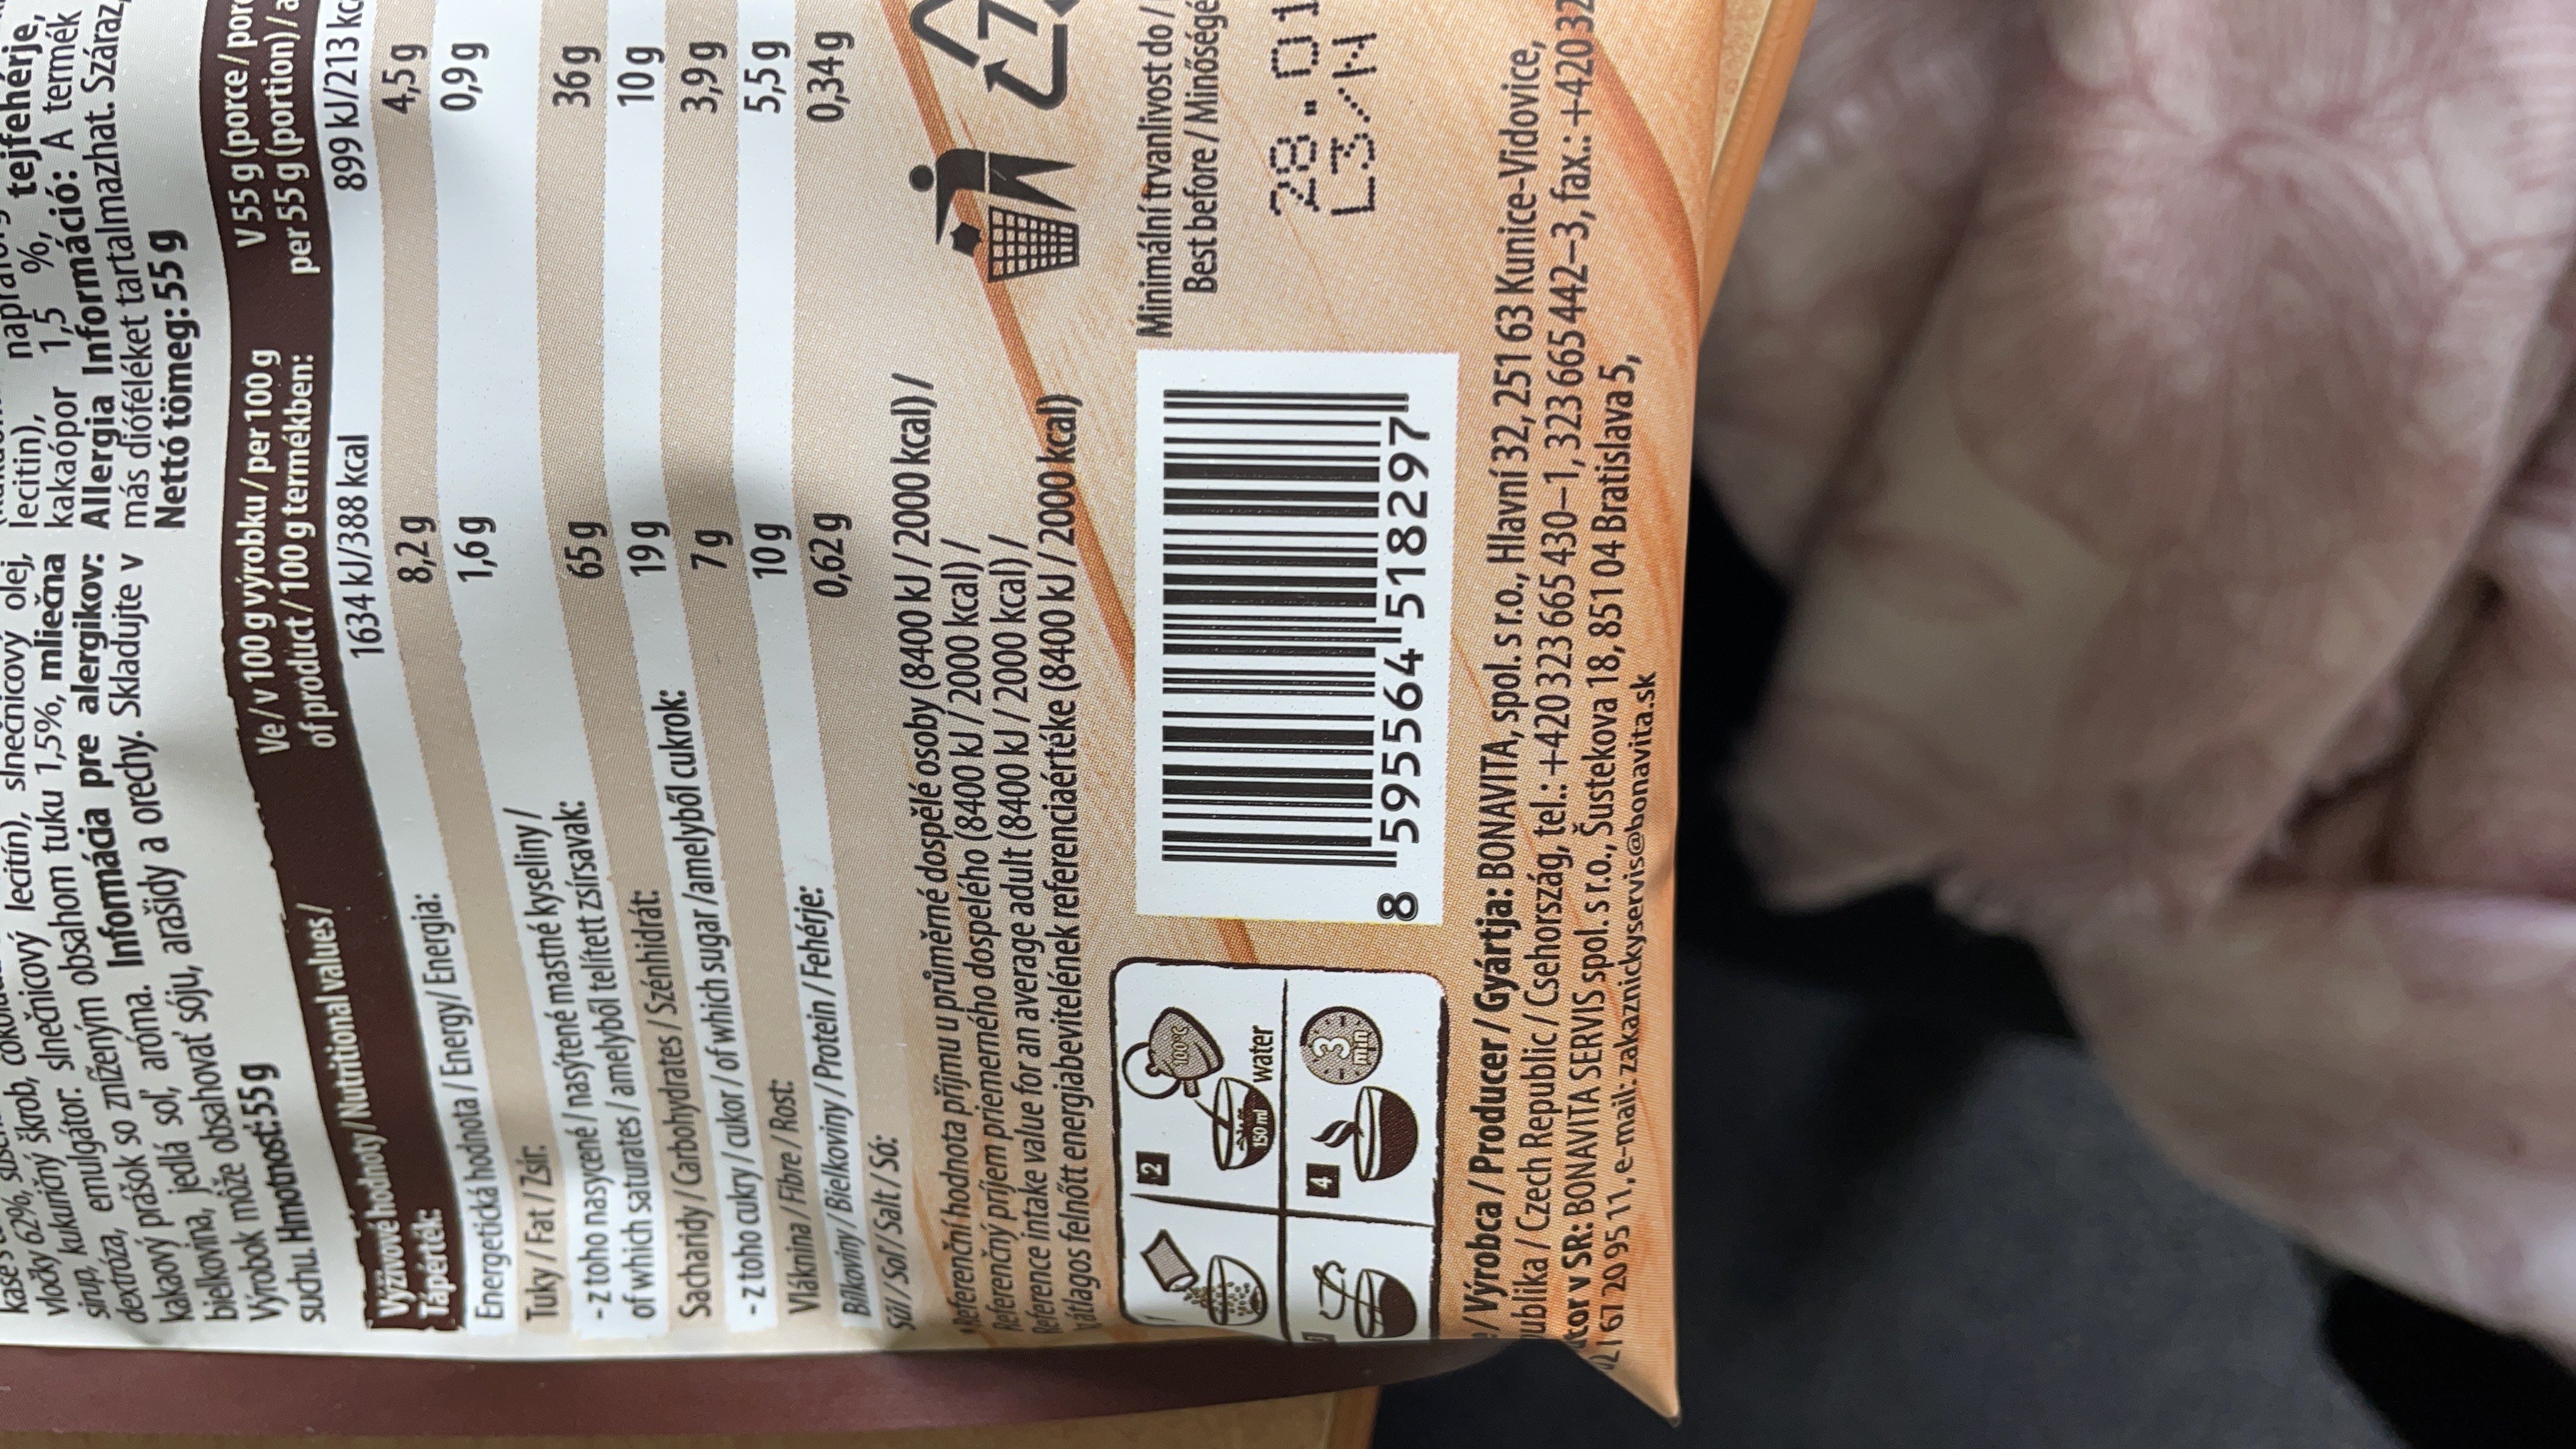 lecitín), slnečnicový olej,
vločky 62%,
sirup, emulgátor: slnečnicový
dextróza, so zníženým obsahom tuku 1,5%, mliečna
kakaový prášok
bielkovina, jedlá soľ, aróma. Informácia pre alergikov:
Výrobok môže obsahovať sóju, arašidy a orechy. Skladujte v
suchu. Hmotnosť: 55 g
tejfehérje,
lecitin),
kakaópor 1,5 %,
Allergia Információ: A termék
más dióféléket tartalmazhat. Száraz,
Nettó tömeg: 55 g
Výživové hodnoty / Nutritional values /
Tápérték:
Ve / v 100 g výrobku / per 100 g
of product / 100 g termékben:
V 55 g (porce /
per 55 g (portion) /
Energetická hodnota / Energy / Energia: 1634 kJ/388 kcal 899 kJ/213
Tuky / Fat / Zsír: 8,2 g 4,5 g
- z toho nasycené / nasýtené mastné kyseliny / 1,6 g 0,9 g
of which saturates / amelyből telített zsírsavak:
Sacharidy / Carbohydrates / Szénhidrát: 65 g 36 g
- z toho cukry / cukor / of which sugar / amelyből cukrok: 19 g 10 g
Vláknina / Fibre / Rost: 7 g 3,9 g
Bílkoviny / Bielkoviny / Protein / Fehérje: 10 g 5,5 g
Sůl / Soľ / Salt / Só: 0,62 g 0,34 g
Referenční hodnota příjmu u průměrné dospělé osoby (8400 kJ / 2000 kcal) /
Referenčný príjem priemerného dospelého (8400 kJ / 2000 kcal) /
Reference intake value for an average adult (8400 kJ / 2000 kcal) /
átlagos felnőtt energiabevitelének referenciaértéke (8400 kJ / 2000 kcal)
2
100°C
150 ml
water
4
3
min
8 595564 518297
7
Minimální trvanlivost do /
Best before / Minőségé
28.01
L3/M
/ Výrobca / Producer / Gyártja: BONAVITA, spol. s r.o., Hlavní 32, 251 63 Kunice-Vidovice,
ublika / Czech Republic / Csehország, tel.: +420 323 665 430–1, 323 665 442–3, fax.: +420 32
tor v SR: BONAVITA SERVIS spol. s r.o., Šustekova 18, 851 04 Bratislava 5,
67 20 95 11, e-mail: zakaznickyservis@bonavita.sk